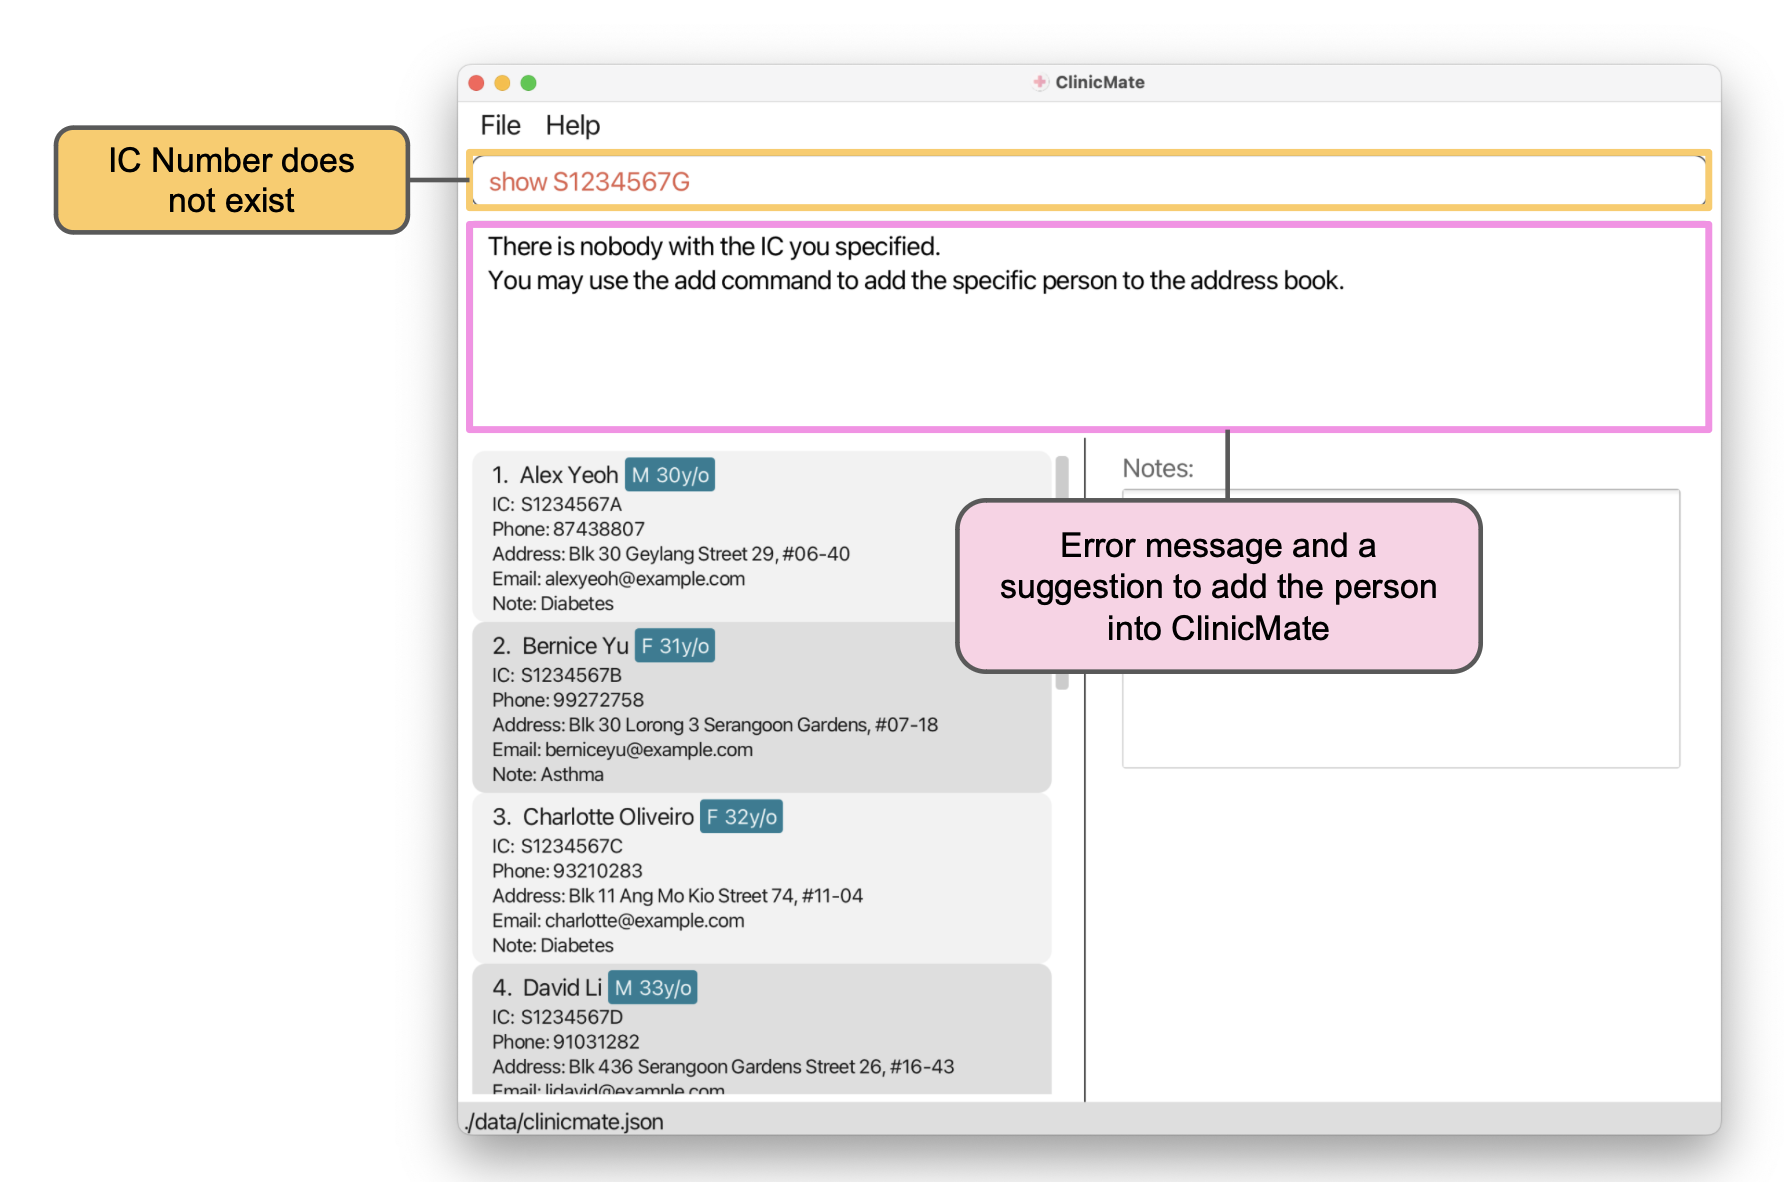 ClinicMate
File Help
IC Number does
not exist
show S1234567G
There is nobody with the IC you specified.
You may use the add command to add the specific person to the address book.
1. Alex Yeoh M 30y/o
IC: S1234567A
Phone: 87438807
Address: Blk 30 Geylang Street 29, #06-40
Email: alexyeoh@example.com
Note: Diabetes
2. Bernice Yu F 31y/o
IC: S1234567B
Phone: 99272758
Address: Blk 30 Lorong 3 Serangoon Gardens, #07-18
Email: berniceyu@example.com
Note: Asthma
3. Charlotte Oliveiro F 32y/o
IC: S1234567C
Phone: 93210283
Address: Blk 11 Ang Mo Kio Street 74, #11-04
Email: charlotte@example.com
Note: Diabetes
4. David Li M 33y/o
IC: S1234567D
Phone: 91031282
Address: Blk 436 Serangoon Gardens Street 26, #16-43
Email: lidavid@example.com
Notes:
Error message and a
suggestion to add the person
into ClinicMate
./data/clinicmate.json